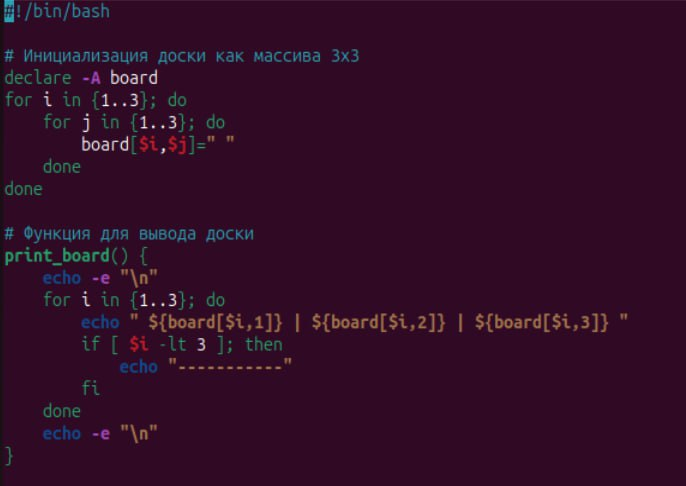 #!/bin/bash

# Инициализация доски как массива 3x3
declare -A board
for i in {1..3}; do
    for j in {1..3}; do
        board[$i,$j]=" "
    done
done

# Функция для вывода доски
print_board() {
    echo -e "\n"
    for i in {1..3}; do
        echo " ${board[$i,1]} | ${board[$i,2]} | ${board[$i,3]} "
        if [ $i -lt 3 ]; then
            echo "-----------"
        fi
    done
    echo -e "\n"
}